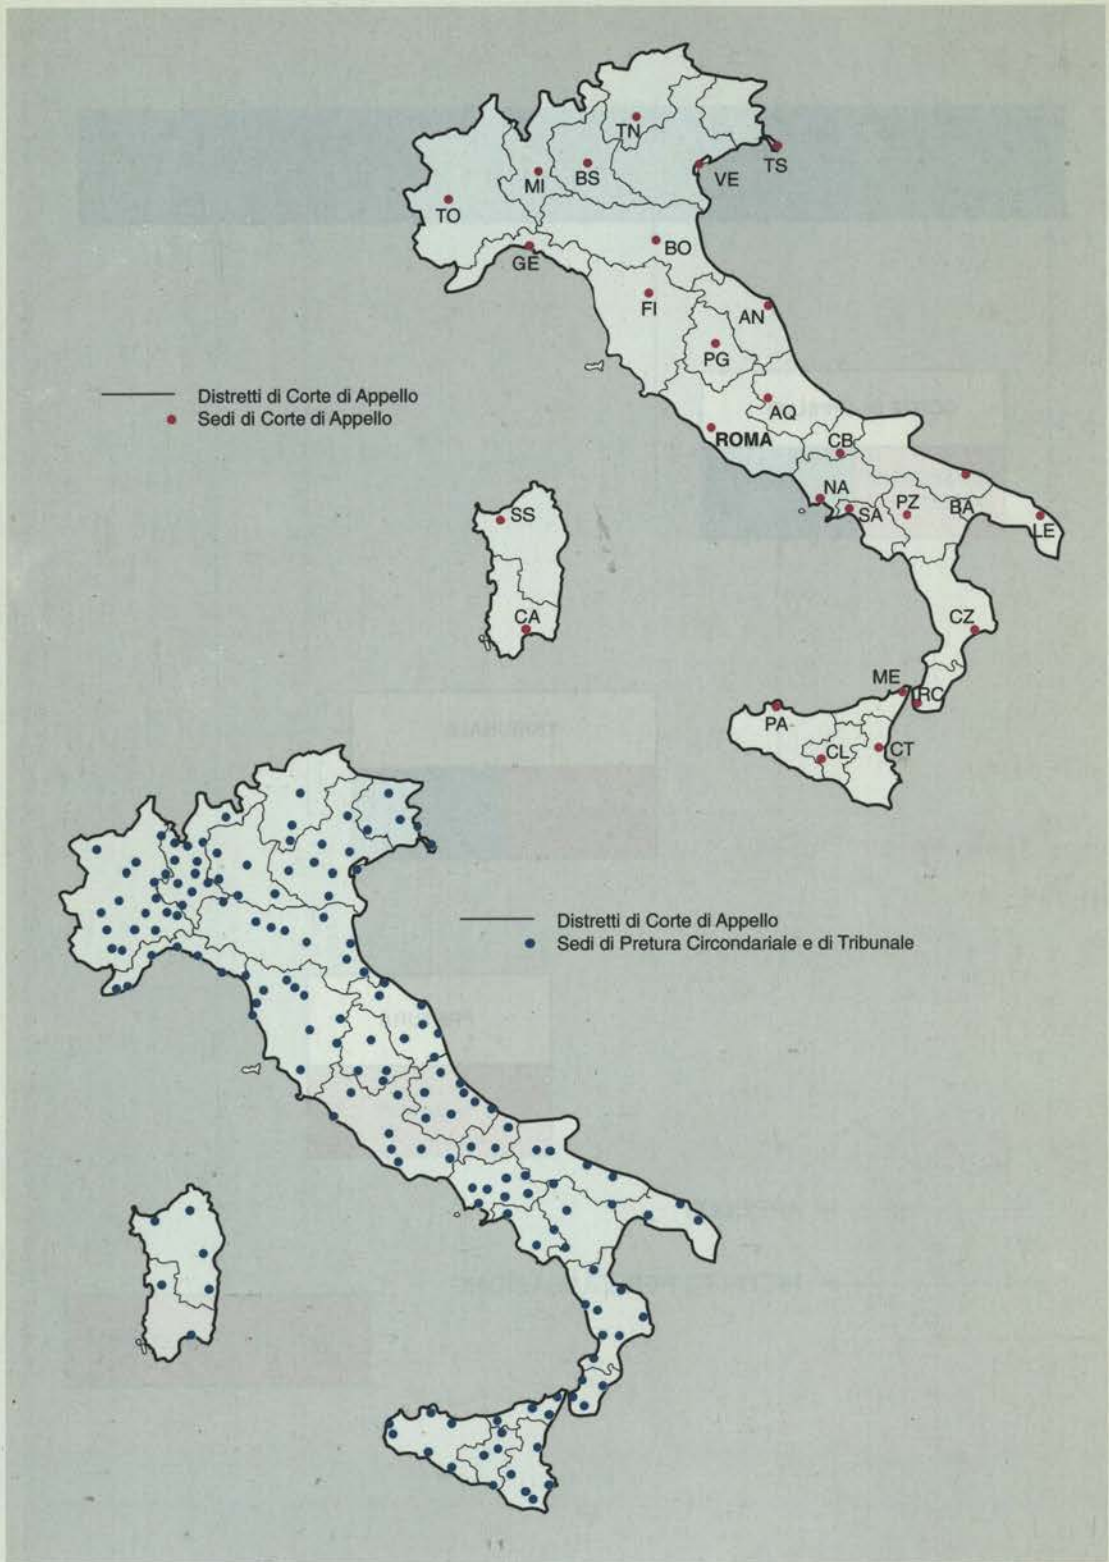 TN
TS
MI
BS
VE
TO
BO
GE
FI
AN
PG
Distretti di Corte di Appello
Sedi di Corte di Appello
AQ
ROMA
CB
NA
SS
SA
PZ
BA
LE
CA
CZ
ME
RC
PA
CL
CT
Distretti di Corte di Appello
Sedi di Pretura Circondariale e di Tribunale